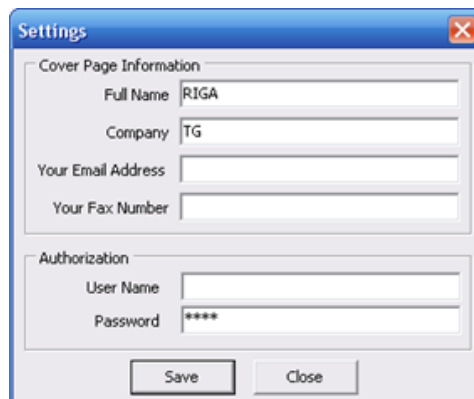 Settings
Cover Page Information
Full Name RIGA
Company TG
Your Email Address
Your Fax Number
Authorization
User Name
Password ****
Save Close